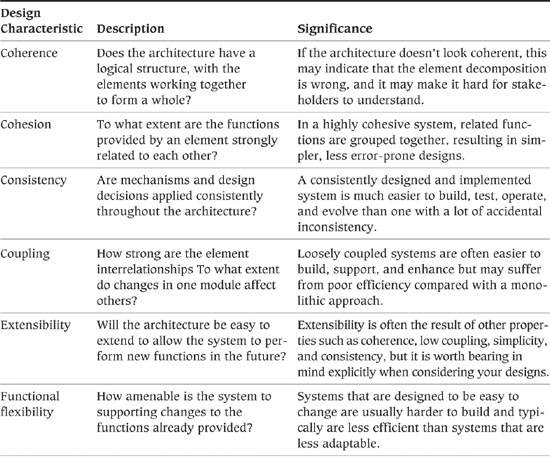 Design
Characteristic Description Significance
Coherence Does the architecture have a If the architecture doesn't look coherent, this
logical structure, with the may indicate that the element decomposition
elements working together is wrong, and it may make it hard for stake-
to form a whole? holders to understand.
Cohesion To what extent are the functions In a highly cohesive system, related func-
provided by an element strongly tions are grouped together, resulting in sim-
related to each other? pler, less error-prone designs.
Consistency Are mechanisms and design A consistently designed and implemented
decisions applied consistently system is much easier to build, test, operate,
throughout the architecture? and evolve than one with a lot of accidental
inconsistency.
Coupling How strong are the element Loosely coupled systems are often easier to
interrelationships To what extent build, support, and enhance but may suffer
do changes in one module affect from poor efficiency compared with a mono-
others? lithic approach.
Extensibility Will the architecture be easy to Extensibility is often the result of other proper-
extend to allow the system to per- ties such as coherence, low coupling, simplicity,
form new functions in the future? and consistency, but it is worth bearing in
mind explicitly when considering your designs.
Functional How amenable is the system to Systems that are designed to be easy to
flexibility supporting changes to the change are usually harder to build and typi-
functions already provided? cally are less efficient than systems that
are less adaptable.